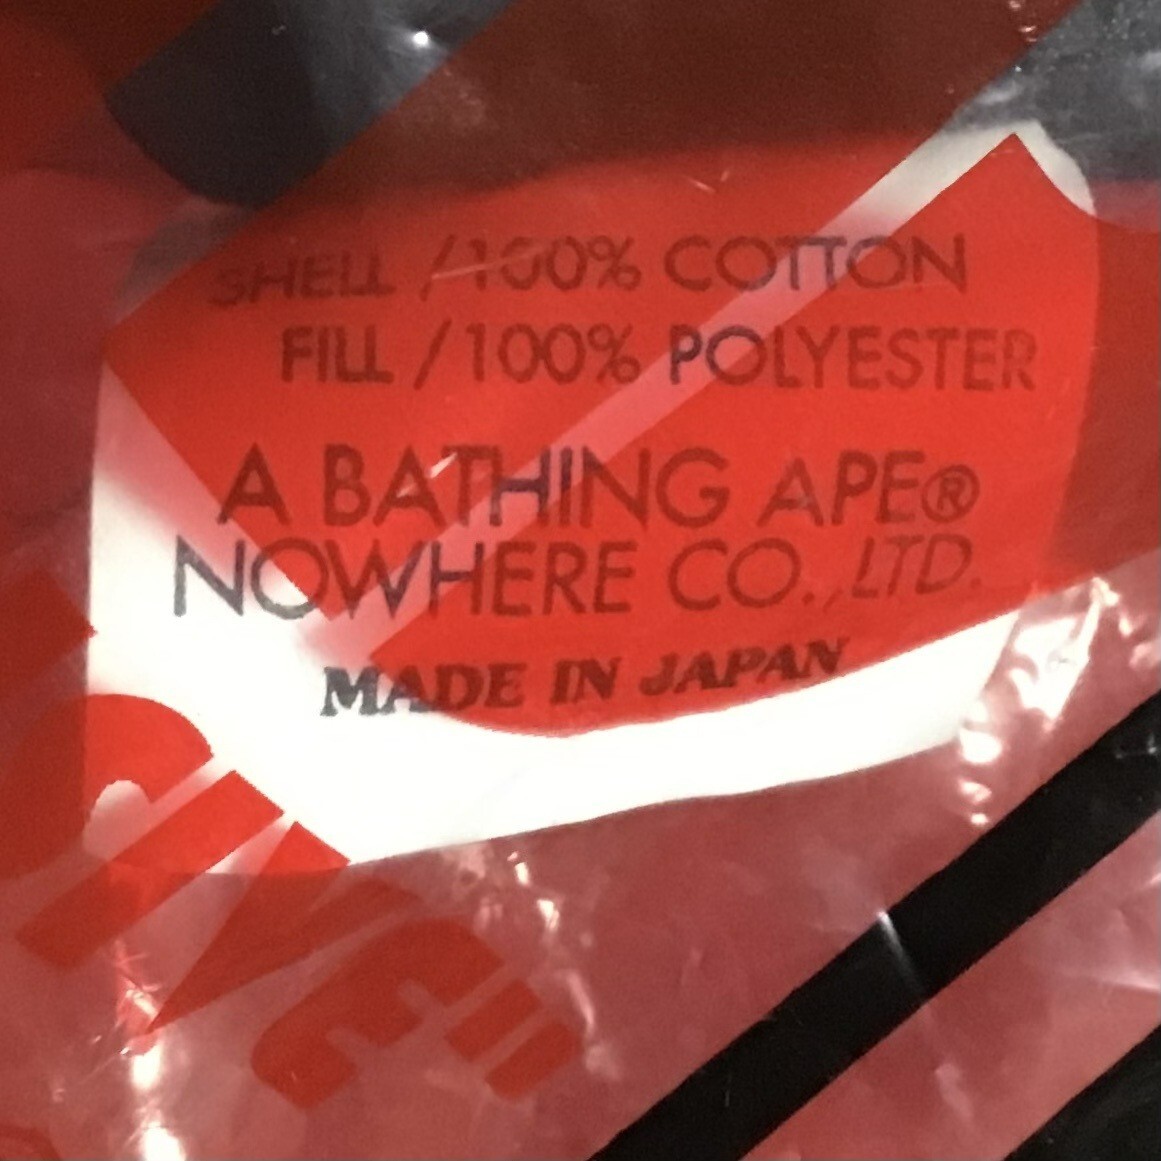 SHELL /100% COTTON
FILL /100% POLYESTER
A BATHING APE®
NOWHERE CO.,LTD.
MADE IN JAPAN